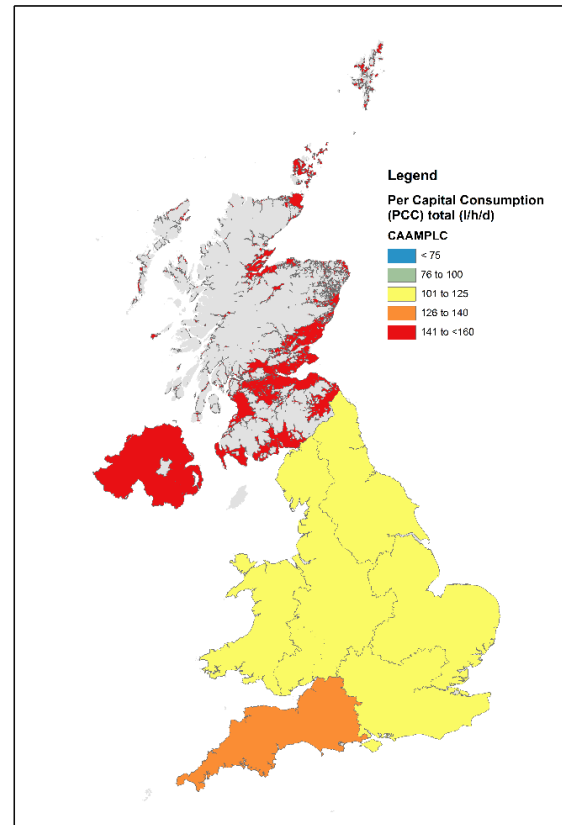 Legend
Per Capital Consumption
(PCC) total (l/h/d)
CAAMPLC
< 75
76 to 100
101 to 125
126 to 140
141 to <160